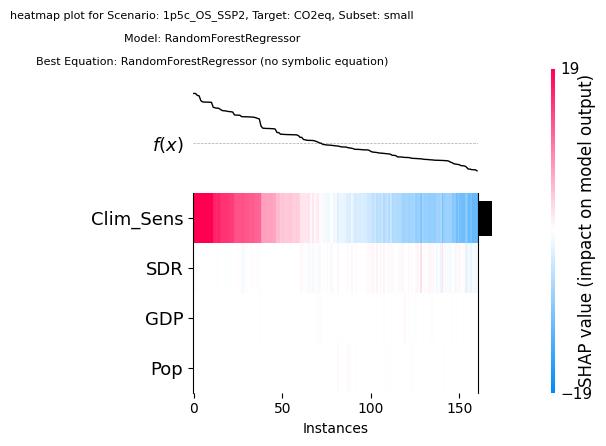 heatmap plot for Scenario: 1p5c_OS_SSP2, Target: CO2eq, Subset: small
Model: RandomForestRegressor
Best Equation: RandomForestRegressor (no symbolic equation)
f(x)
Clim_Sens
SDR
GDP
Pop
0 50 100 150
Instances
19
−19
SHAP value (impact on model output)